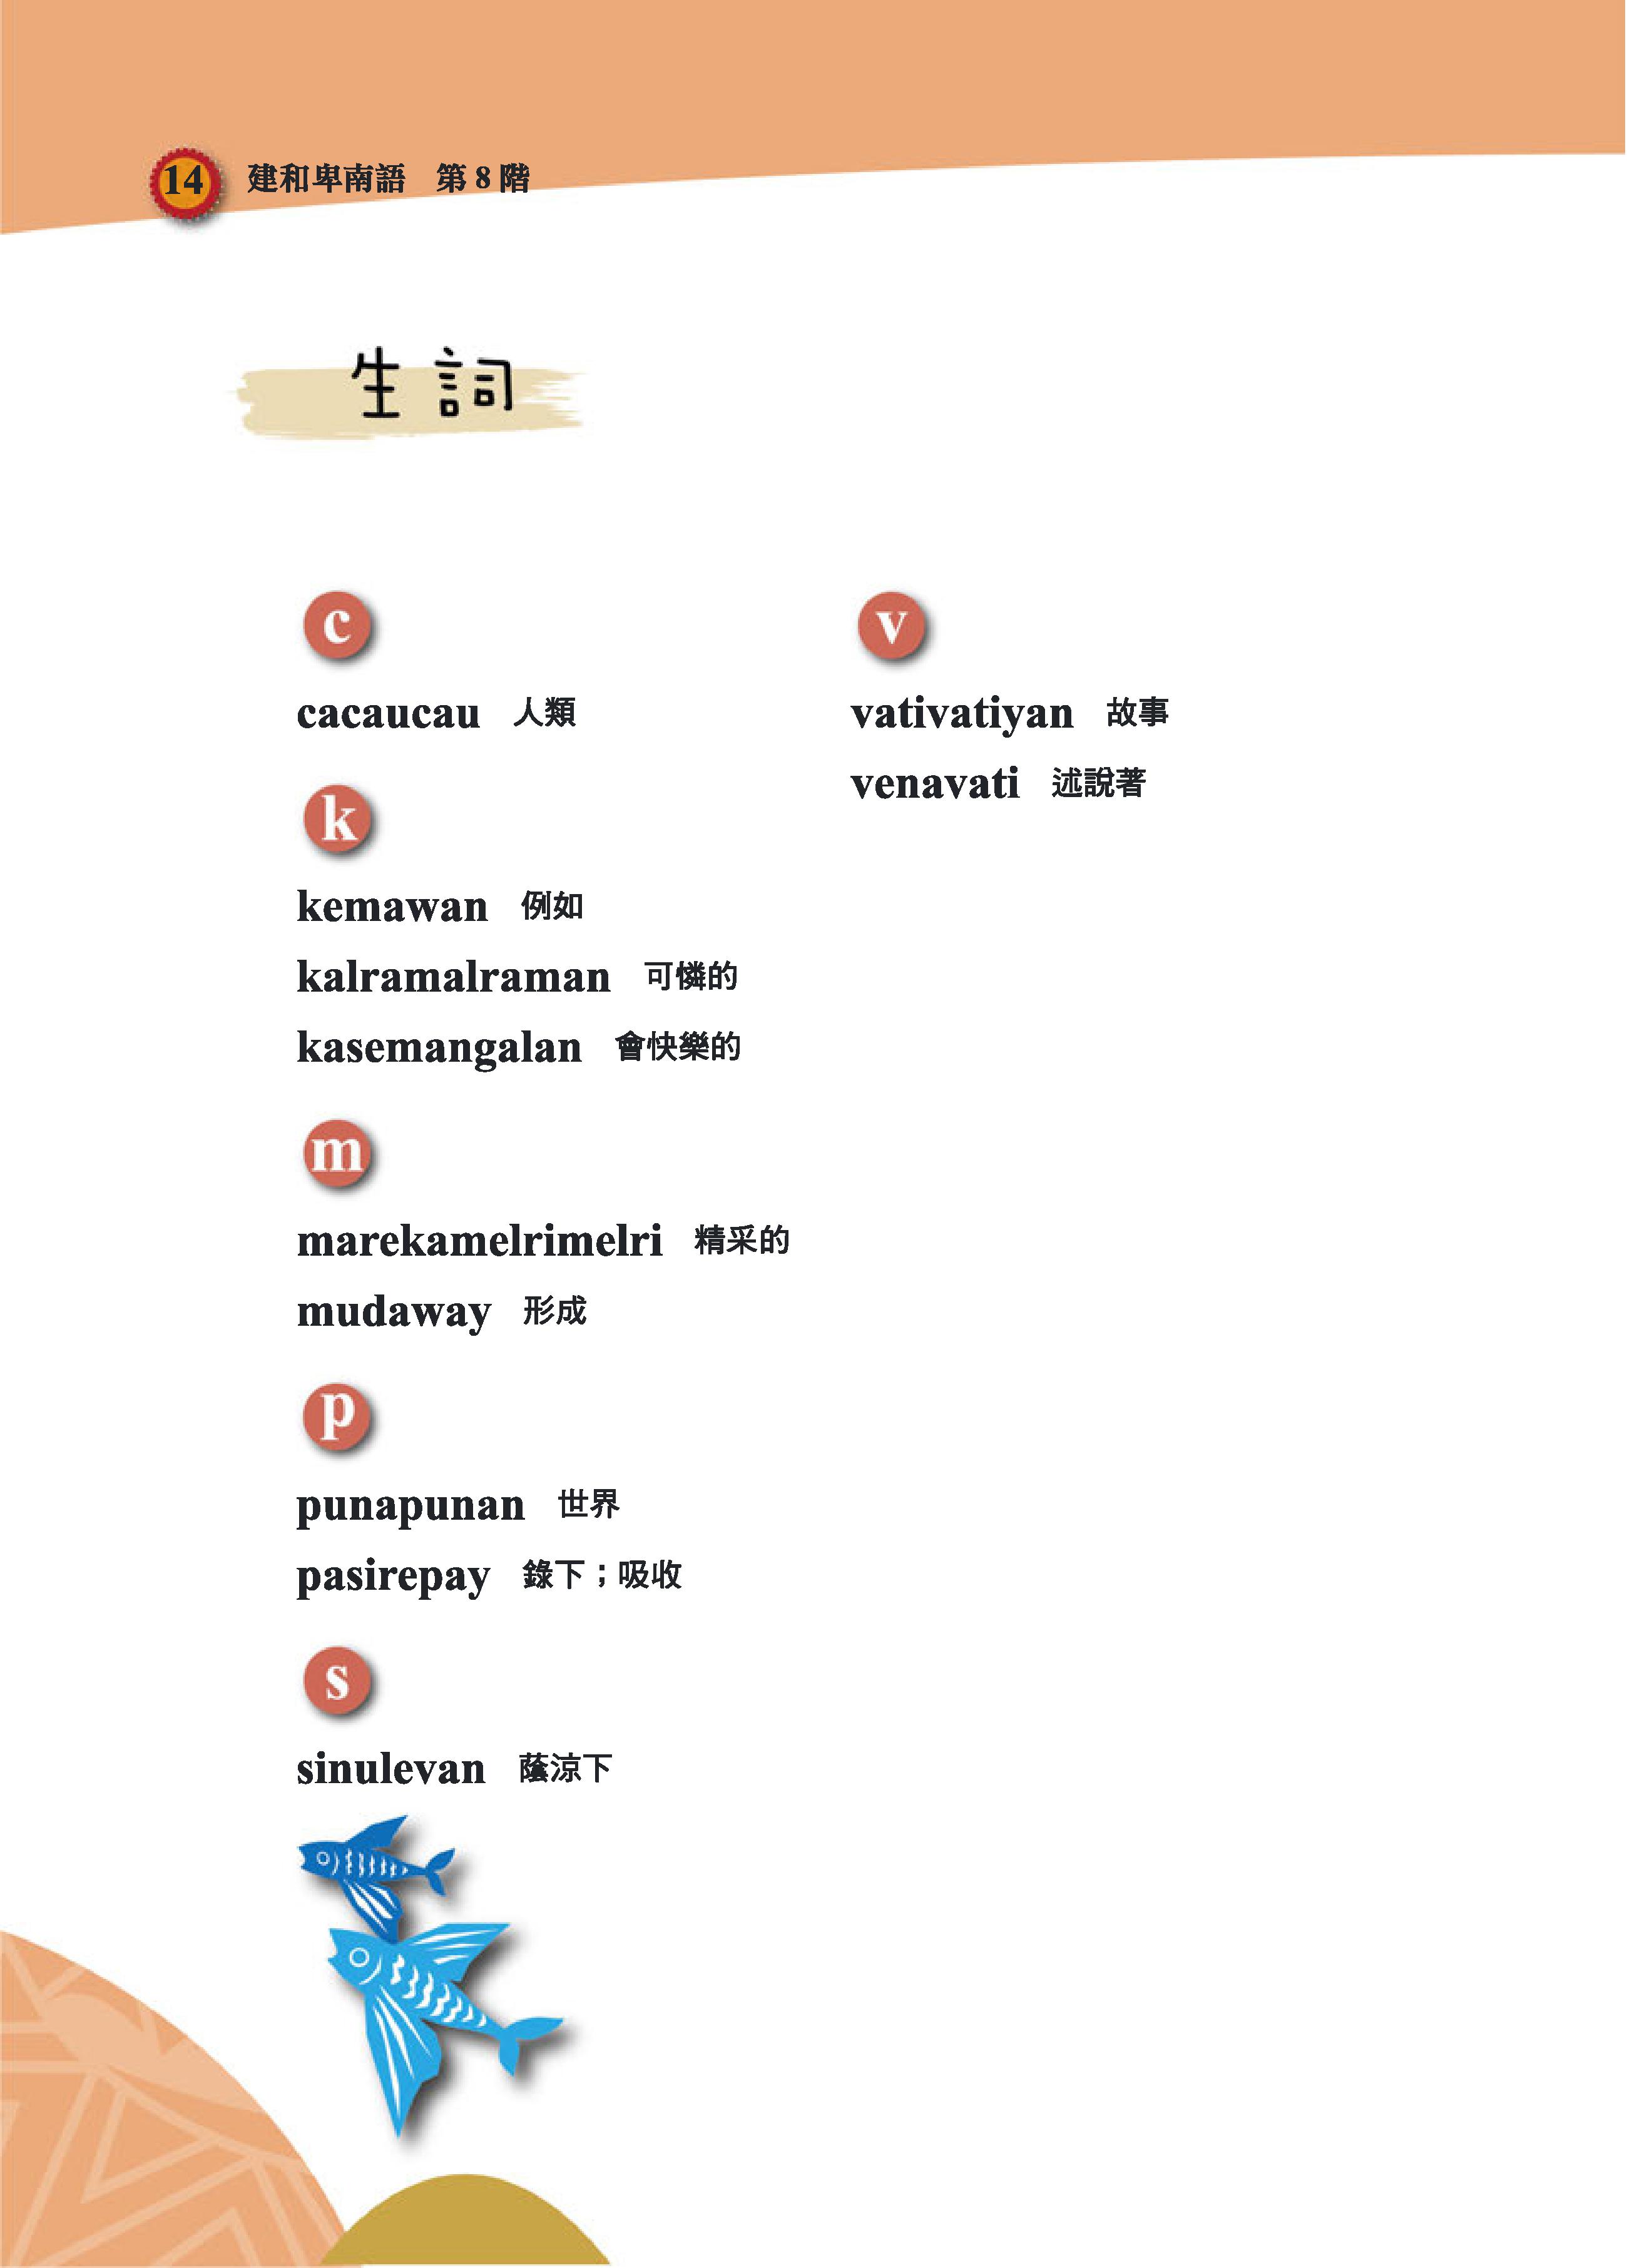 14 建和卑南語 第8階
生詞
c
cacaucau 人類
k
kemawan 例如
kalramalraman 可憐的
kasemangalan 會快樂的
m
marekamelrimelri 精采的
mudaway 形成
p
punapunan 世界
pasirepay 錄下；吸收
s
sinulevan 蔭涼下
v
vativatiyan 故事
venavati 述說著